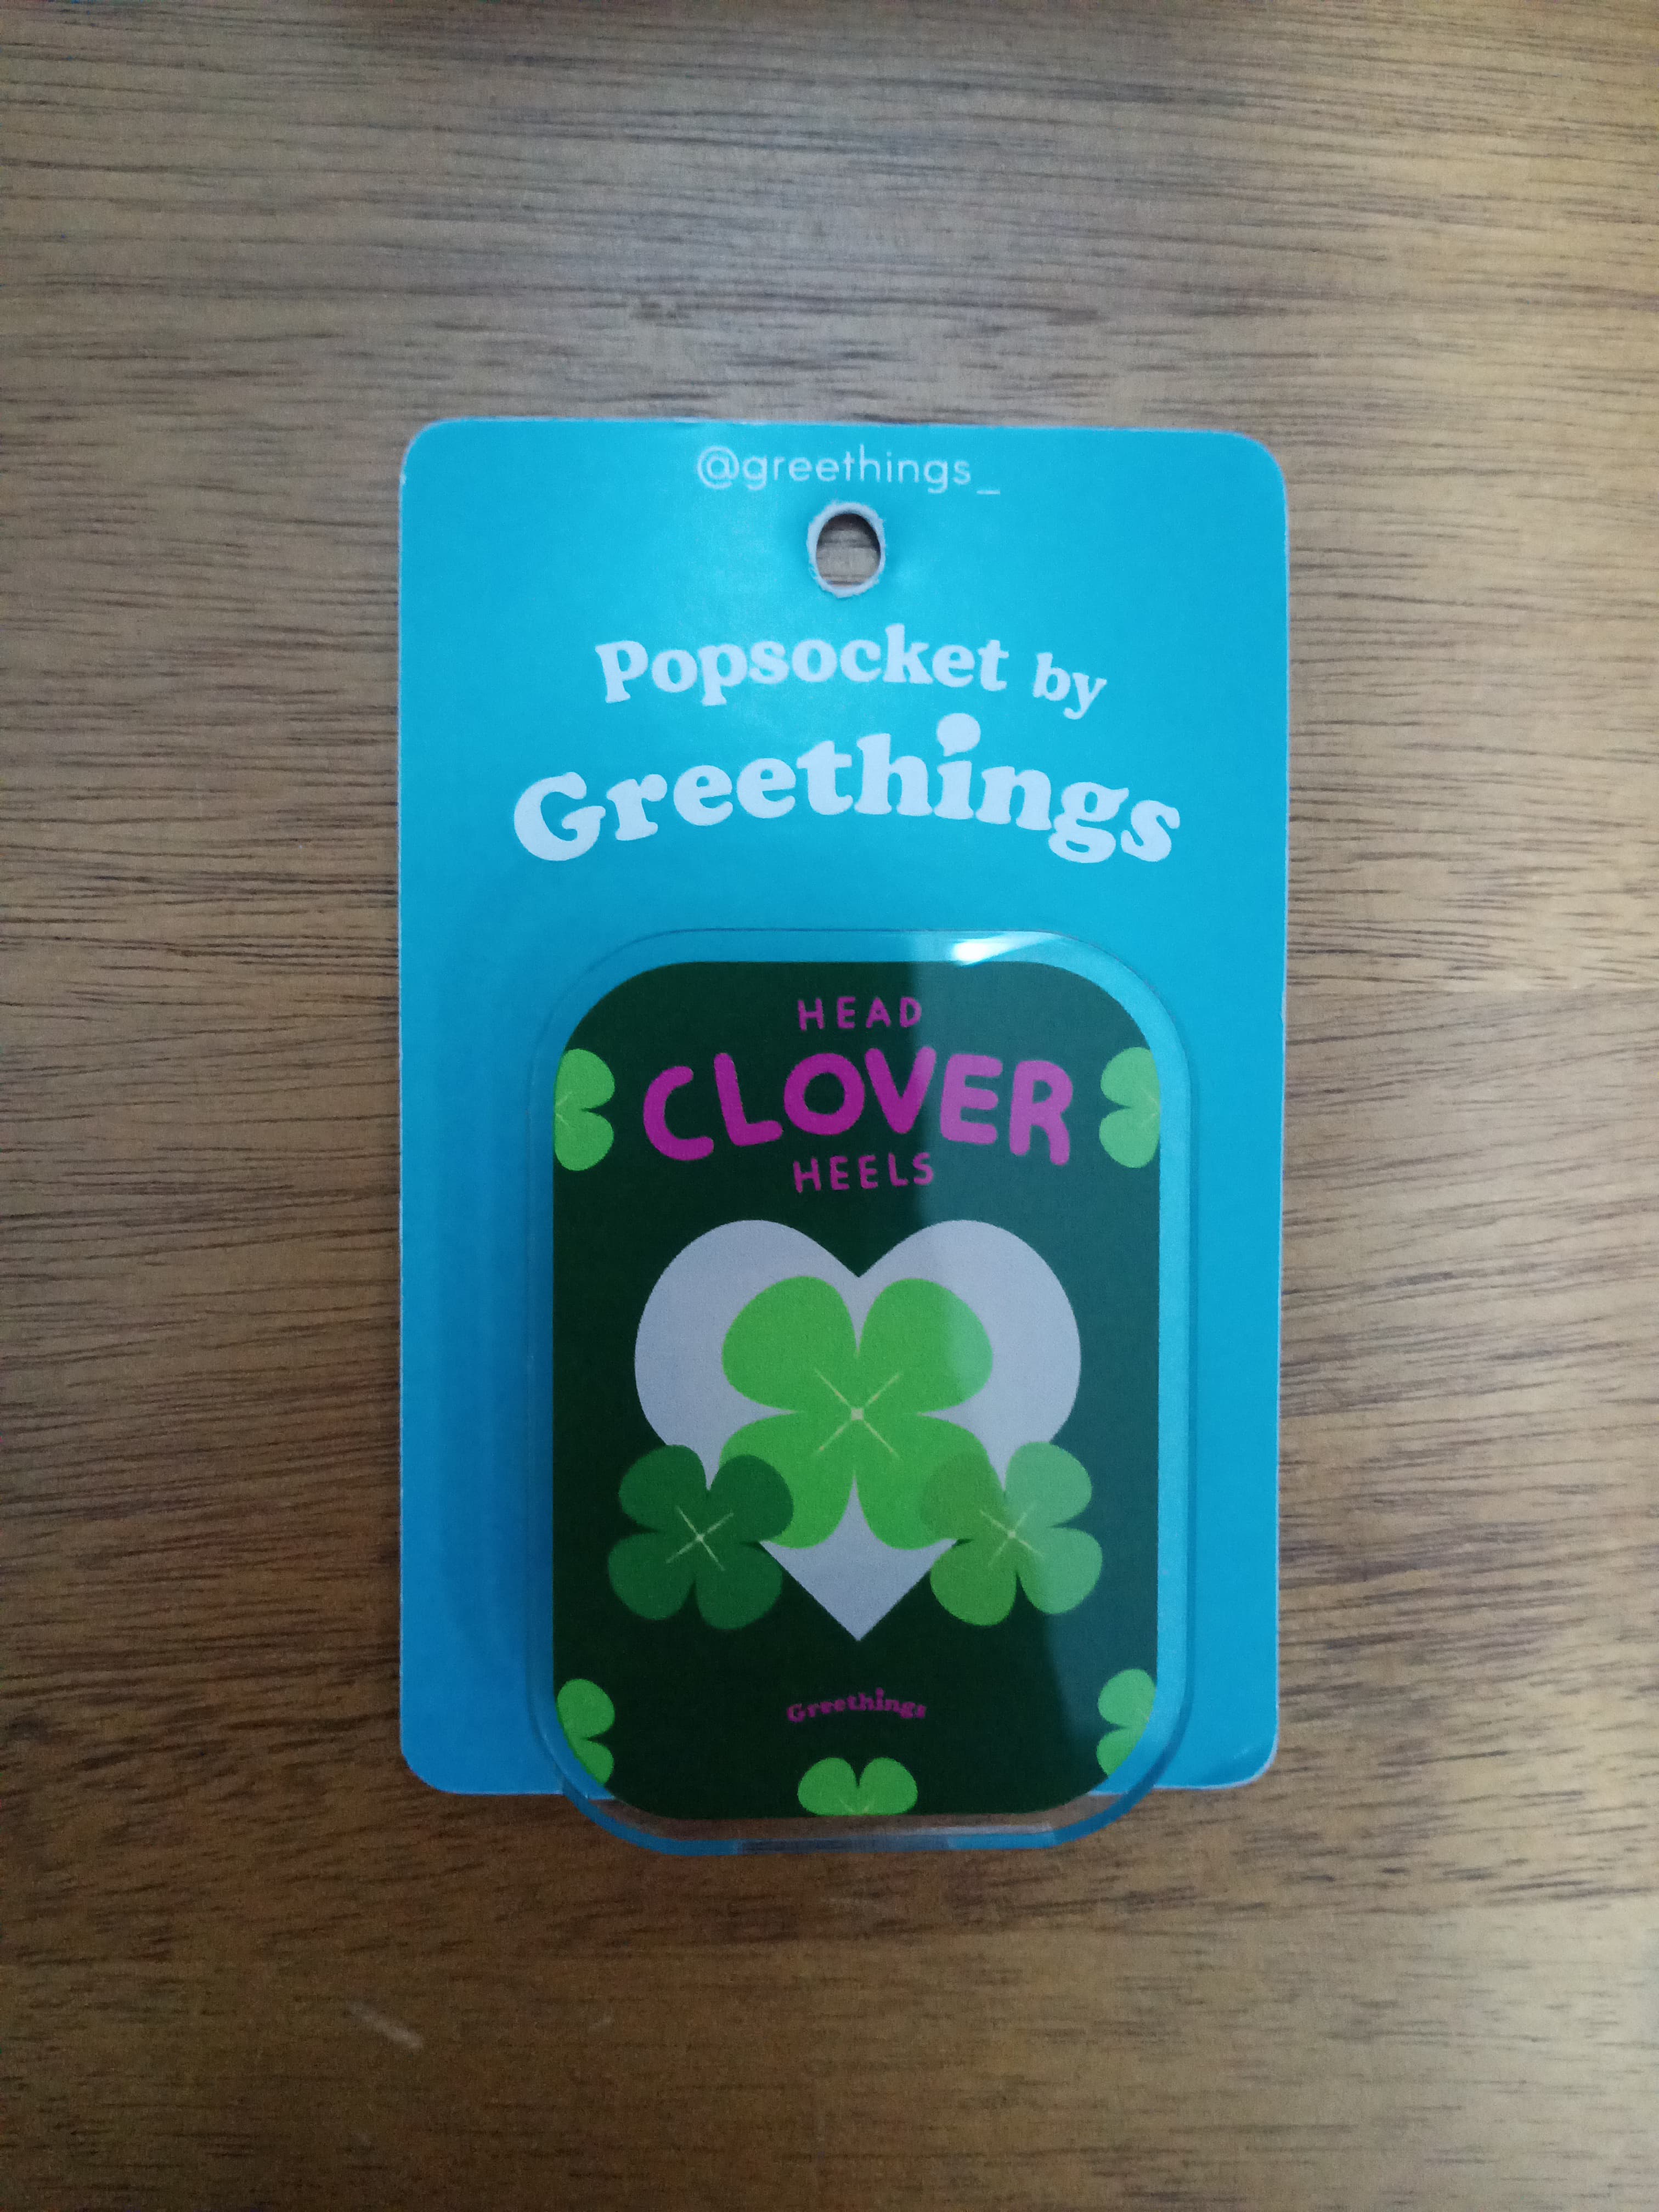 @greethings_
Popsocket by
Greethings
HEAD
CLOVER
HEELS
Greethings